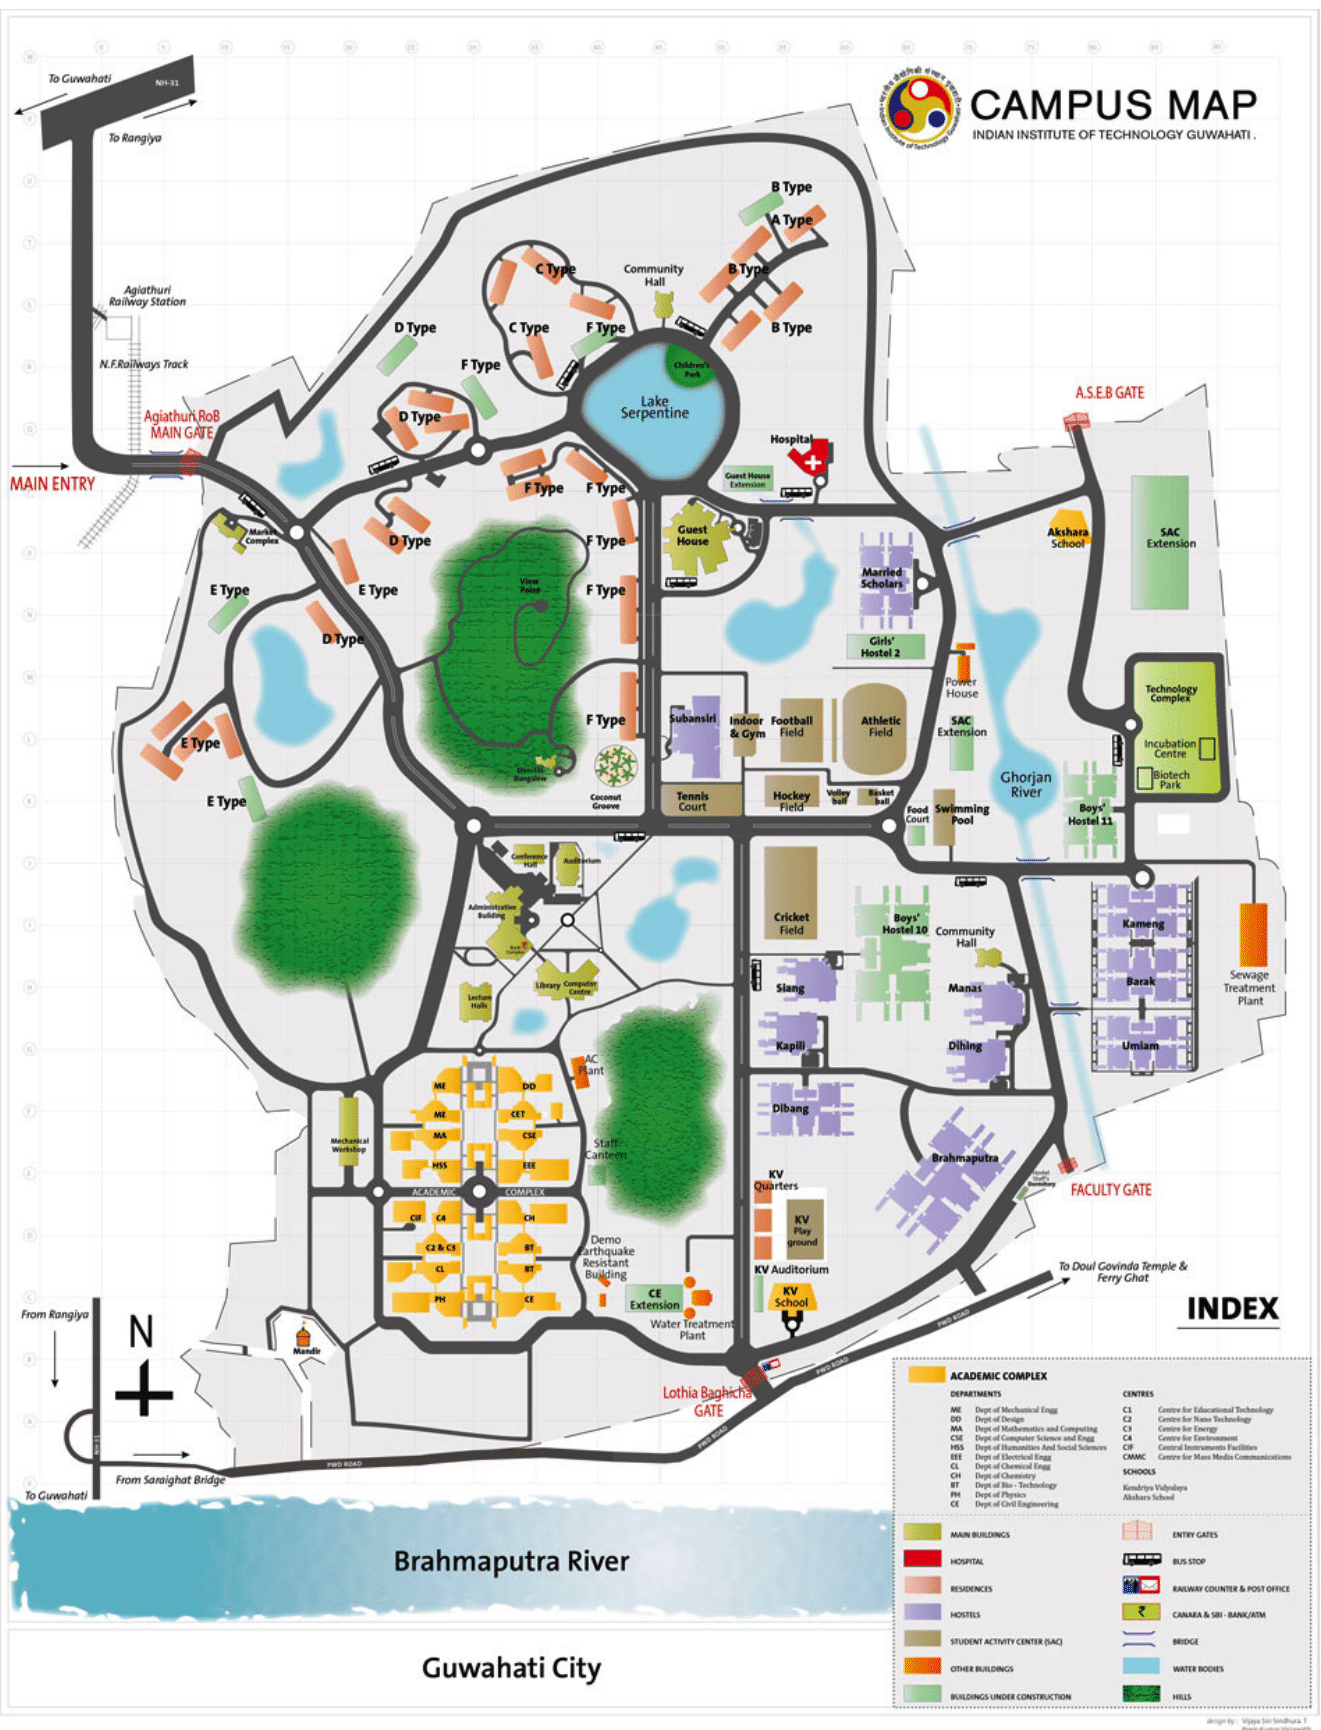 CAMPUS MAP
INDIAN INSTITUTE OF TECHNOLOGY GUWAHATI .
To Guwahati
NH-31
To Rangiya
B Type
A Type
C Type
Community
Hall
B Type
Agiathuri
Railway Station
D Type
C Type
F Type
B Type
N.F.Railways Track
F Type
Children's
Park
A.S.E.B GATE
Agiathuri RoB
MAIN GATE
D Type
Lake
Serpentine
Hospital
MAIN ENTRY
F Type
F Type
Guest House
Extension
Market
Complex
D Type
F Type
Guest
House
Akshara
School
SAC
Extension
E Type
E Type
View
Point
F Type
Married
Scholars
D Type
Girls'
Hostel 2
Power
House
Technology
Complex
E Type
F Type
Subansiri
Indoor
& Gym
Football
Field
Athletic
Field
SAC
Extension
Incubation
Centre
Biotech
Park
Ghorjan
River
E Type
Coconut
Groove
Tennis
Court
Hockey
Field
Volley
ball
Basket
ball
Food
Court
Swimming
Pool
Boys'
Hostel 11
Conference
Hall
Auditorium
Administrative
Building
Cricket
Field
Boys'
Hostel 10
Community
Hall
Kameng
Library
Computer
Centre
Lecture
Halls
Siang
Manas
Barak
Sewage
Treatment
Plant
Kapili
Dihing
Umiam
AC
Plant
ME
DD
ME
CET
MA
CSE
HSS
EEE
Mechanical
Workshop
Dibang
Staff
Canteen
Brahmaputra
KV
Quarters
Hostel
Staff's
Dormitory
FACULTY GATE
ACADEMIC
COMPLEX
CIF
C4
CH
C2 & C3
BT
CL
BT
PH
CE
KV
Play
ground
Demo
Earthquake
Resistant
Building
KV Auditorium
CE
Extension
KV
School
Water Treatment
Plant
To Doul Govinda Temple &
Ferry Ghat
PWD ROAD
PWD ROAD
From Rangiya
N
Mandir
Lothia Baghicha
GATE
PWD ROAD
PWD ROAD
From Saraighat Bridge
To Guwahati
Brahmaputra River
Guwahati City
INDEX
ACADEMIC COMPLEX
DEPARTMENTS
ME Dept of Mechanical Engg
DD Dept of Design
MA Dept of Mathematics and Computing
CSE Dept of Computer Science and Engg
HSS Dept of Humanities And Social Sciences
EEE Dept of Electrical Engg
CL Dept of Chemical Engg
CH Dept of Chemistry
BT Dept of Bio - Technology
PH Dept of Physics
CE Dept of Civil Engineering
CENTRES
C1 Centre for Educational Technology
C2 Centre for Nano Technology
C3 Centre for Energy
C4 Centre for Environment
CIF Central Instruments Facilities
CMMC Centre for Mass Media Communications
SCHOOLS
Kendriya Vidyalaya
Akshara School
MAIN BUILDINGS
HOSPITAL
RESIDENCES
HOSTELS
STUDENT ACTIVITY CENTER (SAC)
OTHER BUILDINGS
BUILDINGS UNDER CONSTRUCTION
ENTRY GATES
BUS STOP
RAILWAY COUNTER & POST OFFICE
₹ CANARA & SBI - BANK/ATM
BRIDGE
WATER BODIES
HILLS